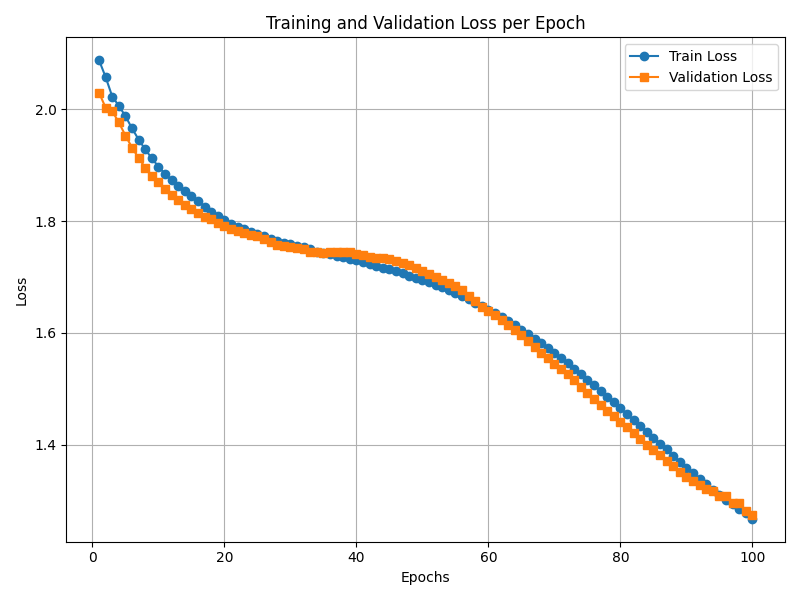 Training and Validation Loss per Epoch
Train Loss
Validation Loss
2.0
1.8
1.6
1.4
Loss
0 20 40 60 80 100
Epochs